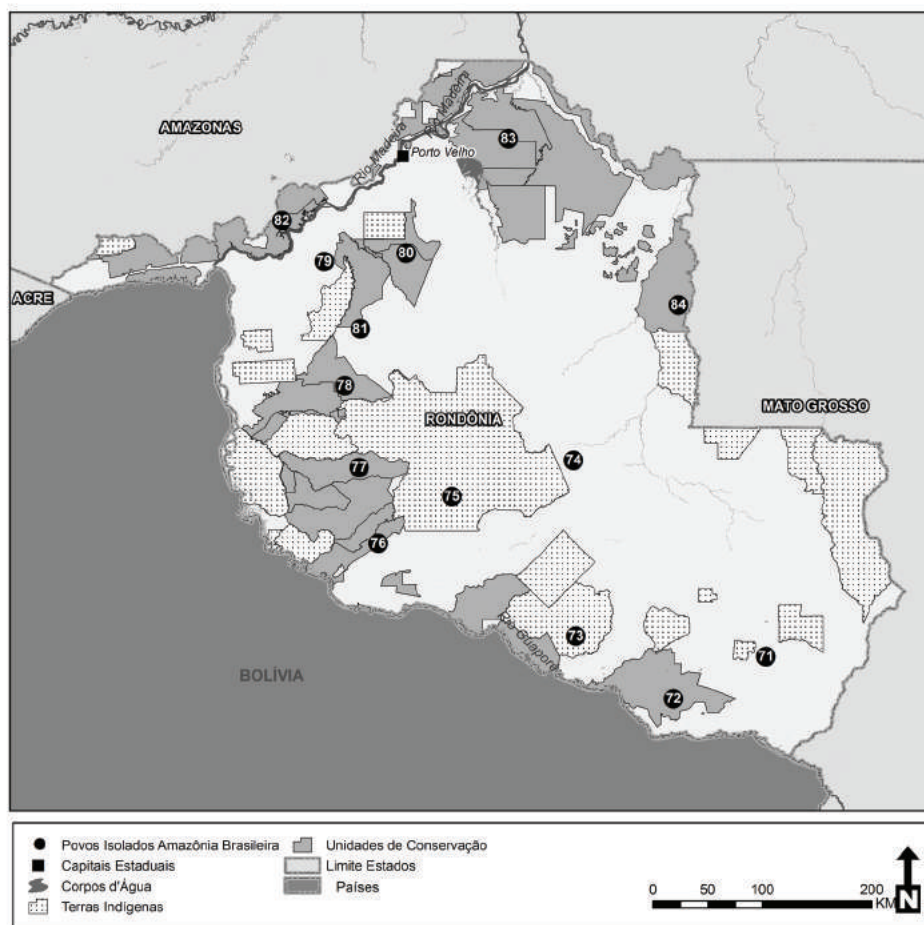 AMAZONAS
Rio Madeira
Rio Madeira
Porto Velho
83
82
79
80
ACRE
84
81
78
MATO GROSSO
RONDÔNIA
77
74
75
76
73
Rio Guaporé
71
BOLÍVIA
72
Povos Isolados Amazônia Brasileira
Unidades de Conservação
Capitais Estaduais
Limite Estados
Corpos d'Água
Países
Terras Indígenas
0 50 100 200
KM
N